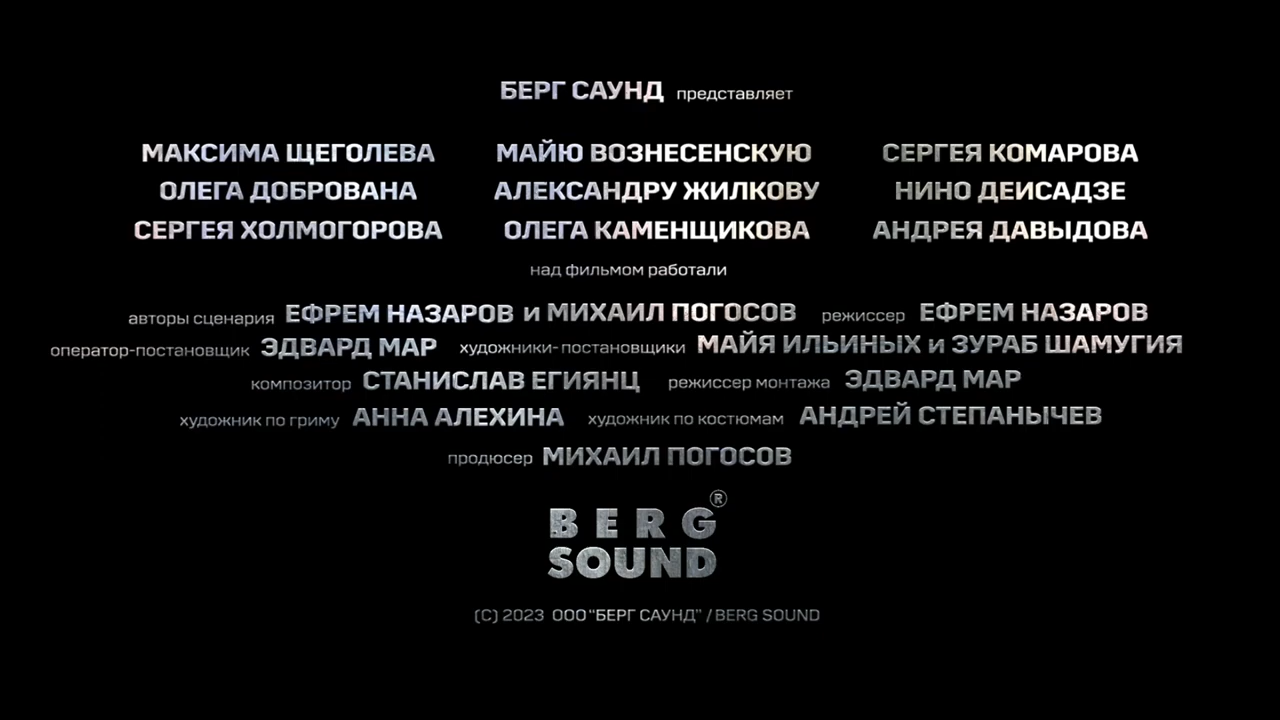 БЕРГ САУНД представляет
МАКСИМА ЩЕГОЛЕВА МАЙЮ ВОЗНЕСЕНСКУЮ СЕРГЕЯ КОМАРОВА
ОЛЕГА ДОБРОВАНА АЛЕКСАНДРУ ЖИЛКОВУ НИНО ДЕИСАДЗЕ
СЕРГЕЯ ХОЛМОГОРОВА ОЛЕГА КАМЕНЩИКОВА АНДРЕЯ ДАВЫДОВА
над фильмом работали
авторы сценария ЕФРЕМ НАЗАРОВ и МИХАИЛ ПОГОСОВ режиссер ЕФРЕМ НАЗАРОВ
оператор-постановщик ЭДВАРД МАР художники-постановщики МАЙЯ ИЛЬИНЫХ и ЗУРАБ ШАМУГИЯ
композитор СТАНИСЛАВ ЕГИЯНЦ режиссер монтажа ЭДВАРД МАР
художник по гриму АННА АЛЕХИНА художник по костюмам АНДРЕЙ СТЕПАНЫЧЕВ
продюсер МИХАИЛ ПОГОСОВ
BERG®
SOUND
(C) 2023 ООО "БЕРГ САУНД" / BERG SOUND